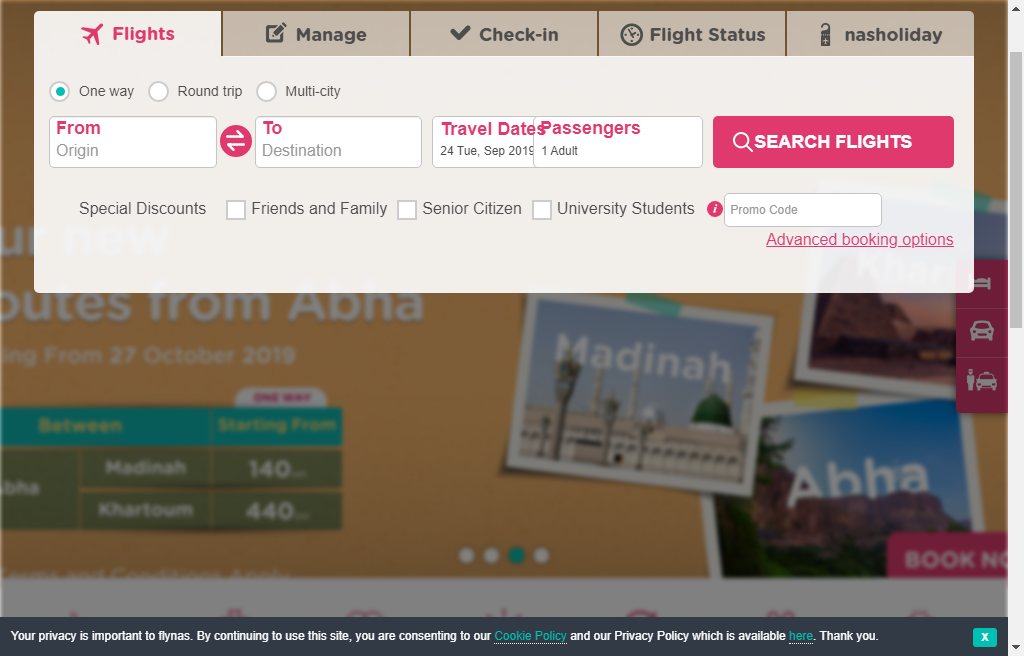 Flights
Manage
Check-in
Flight Status
nasholiday
One way
Round trip
Multi-city
From
Origin
To
Destination
Travel Dates
24 Tue, Sep 2019
Passengers
1 Adult
SEARCH FLIGHTS
Special Discounts
Friends and Family
Senior Citizen
University Students
i
Promo Code
Advanced booking options
ur new
outes from Abha
ing From 27 October 2019
ONE WAY
Between
Starting From
Abha
Madinah
140
Khartoum
440
Terms and Conditions Apply
Madinah
Khart
Abha
BOOK NO
Your privacy is important to flynas. By continuing to use this site, you are consenting to our Cookie Policy and our Privacy Policy which is available here. Thank you.
X